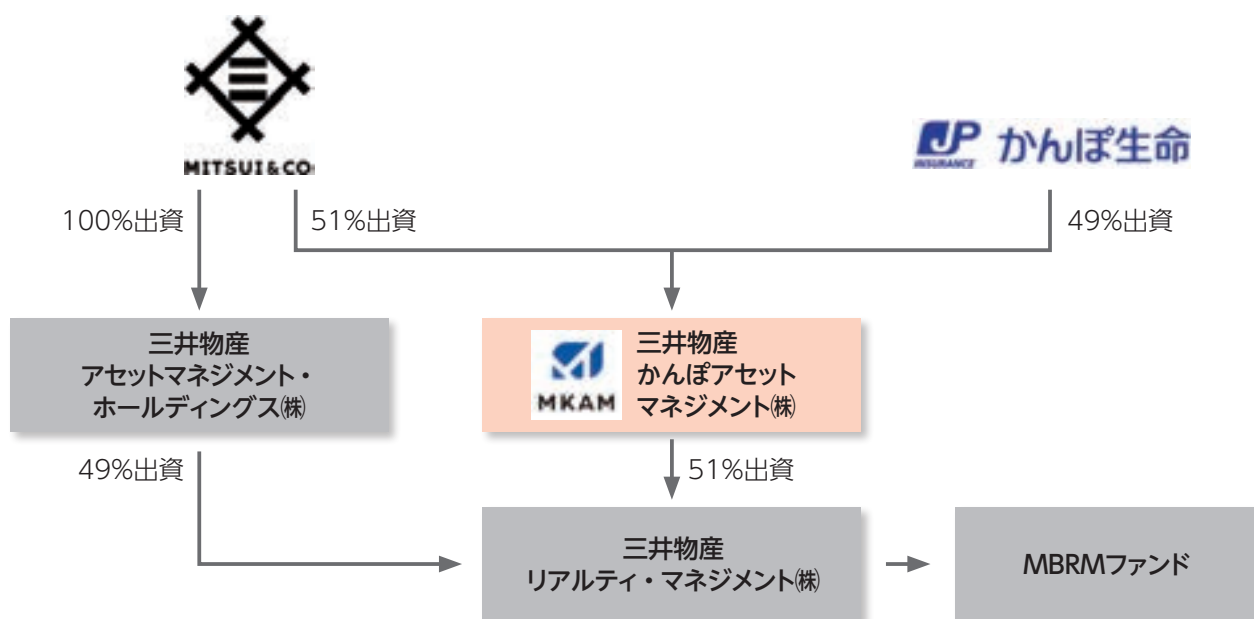 MITSUI & CO
JP
INSURANCE
かんぽ生命
100%出資
51%出資
49%出資
三井物産
アセットマネジメント・
ホールディングス㈱
MKAM
三井物産
かんぽアセット
マネジメント㈱
49%出資
51%出資
三井物産
リアルティ・マネジメント㈱
MBRMファンド